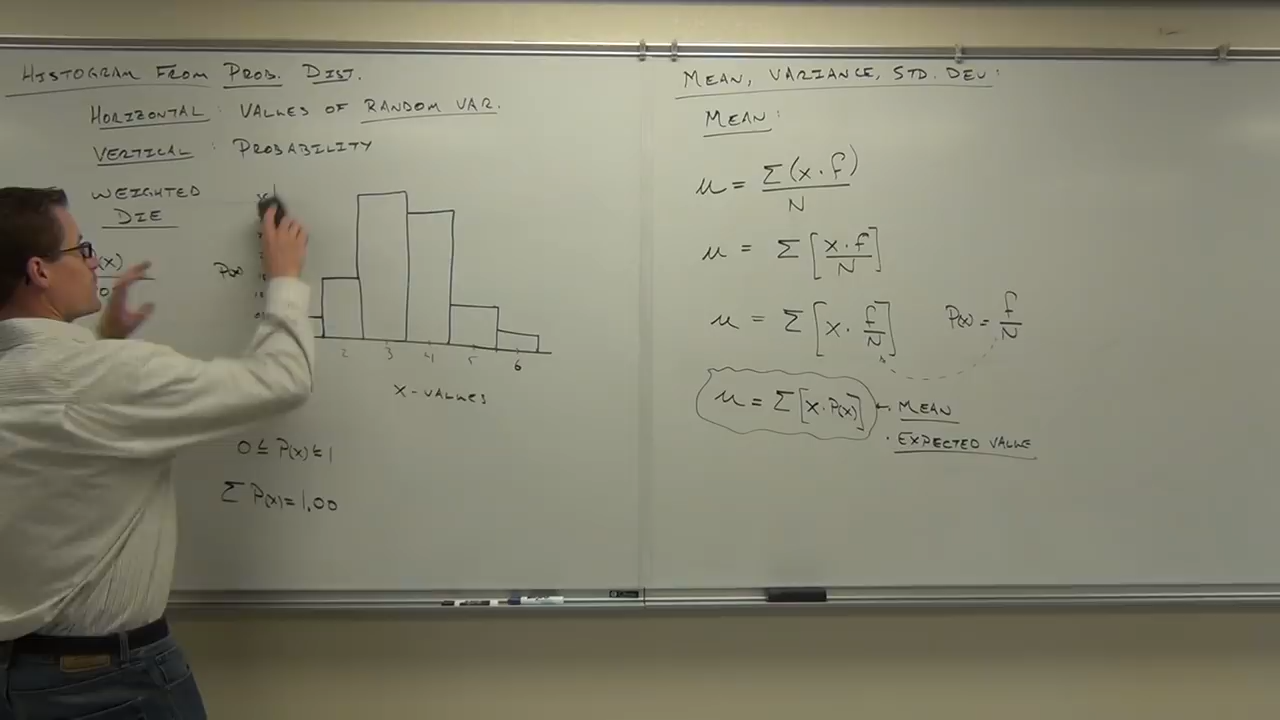 HISTOGRAM FROM PROB. DIST.
HORIZONTAL: VALUES OF RANDOM VAR.
VERTICAL: PROBABILITY
WEIGHTED
DIE
P(x)
2 3 4 5 6
X-VALUES
0 ≤ P(x) ≤ 1
Σ P(x) = 1.00
MEAN, VARIANCE, STD. DEV:
MEAN:
μ = Σ(x·f) / N
μ = Σ[x·f / N]
μ = Σ[x · f/N] P(x) = f/N
μ = Σ[x·P(x)] ← · MEAN
· EXPECTED VALUE